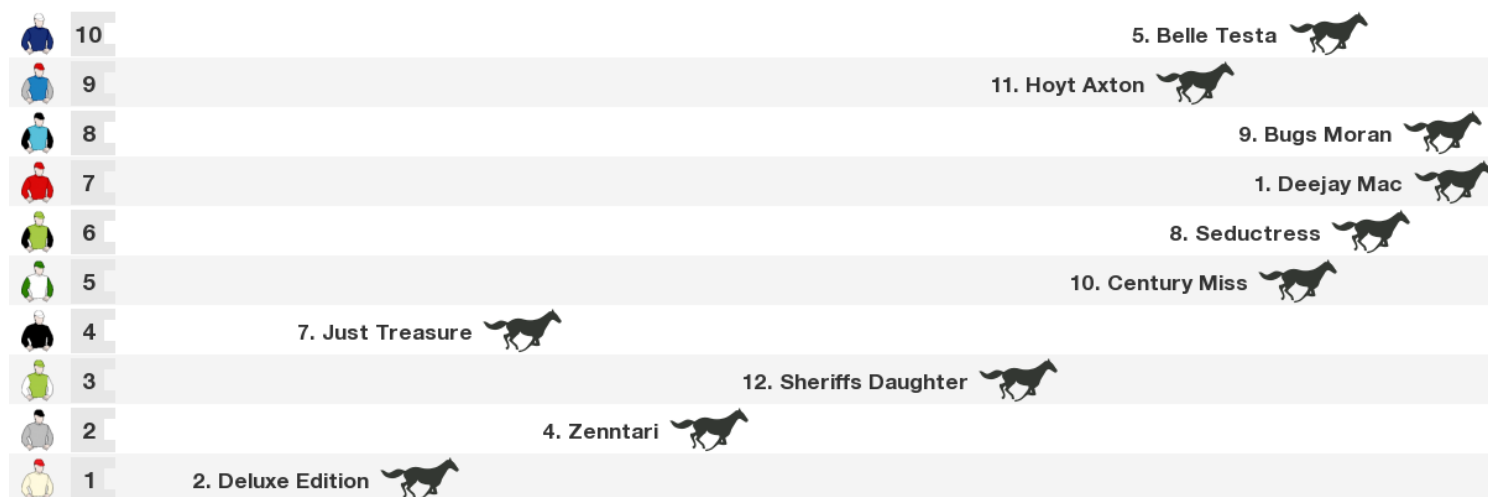 10 5. Belle Testa
9 11. Hoyt Axton
8 9. Bugs Moran
7 1. Deejay Mac
6 8. Seductress
5 10. Century Miss
4 7. Just Treasure
3 12. Sheriffs Daughter
2 4. Zenntari
1 2. Deluxe Edition